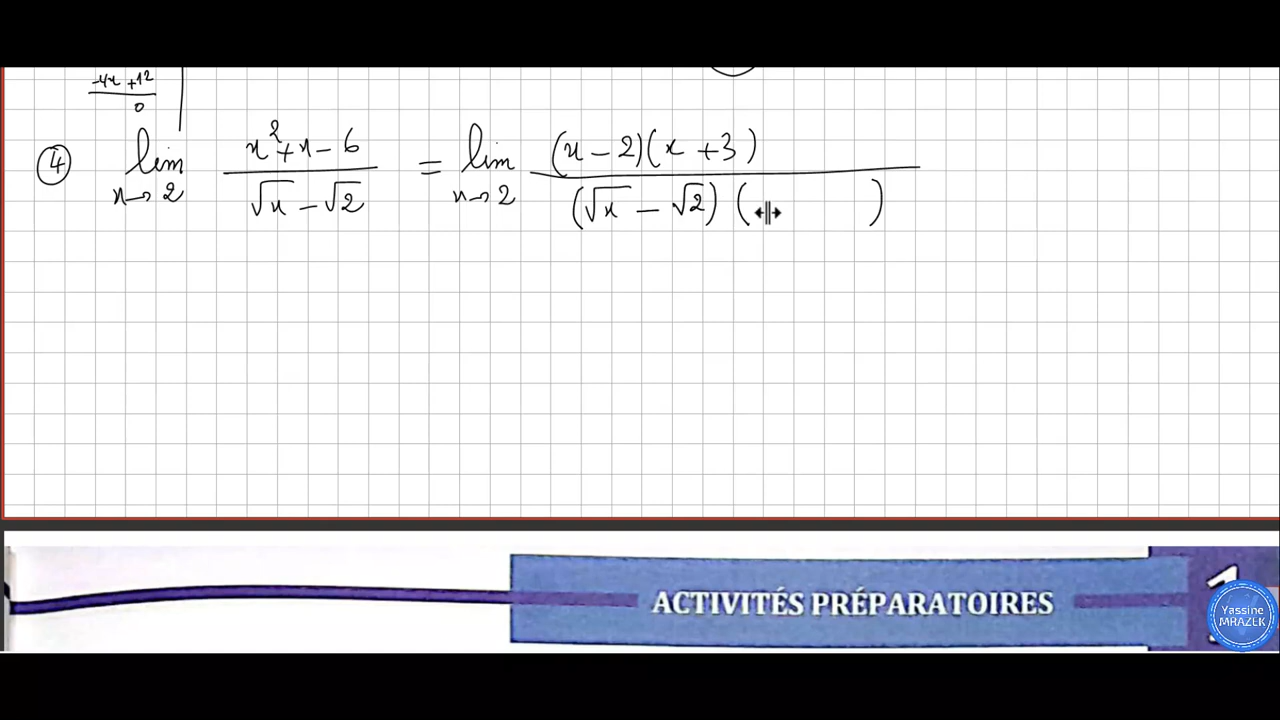 -4x + 12
0
④ lim x→2 (x² + x - 6)/(√x - √2) = lim x→2 ((x - 2)(x + 3))/((√x - √2)( ))
ACTIVITÉS PRÉPARATOIRES
Yassine
MRAZEK